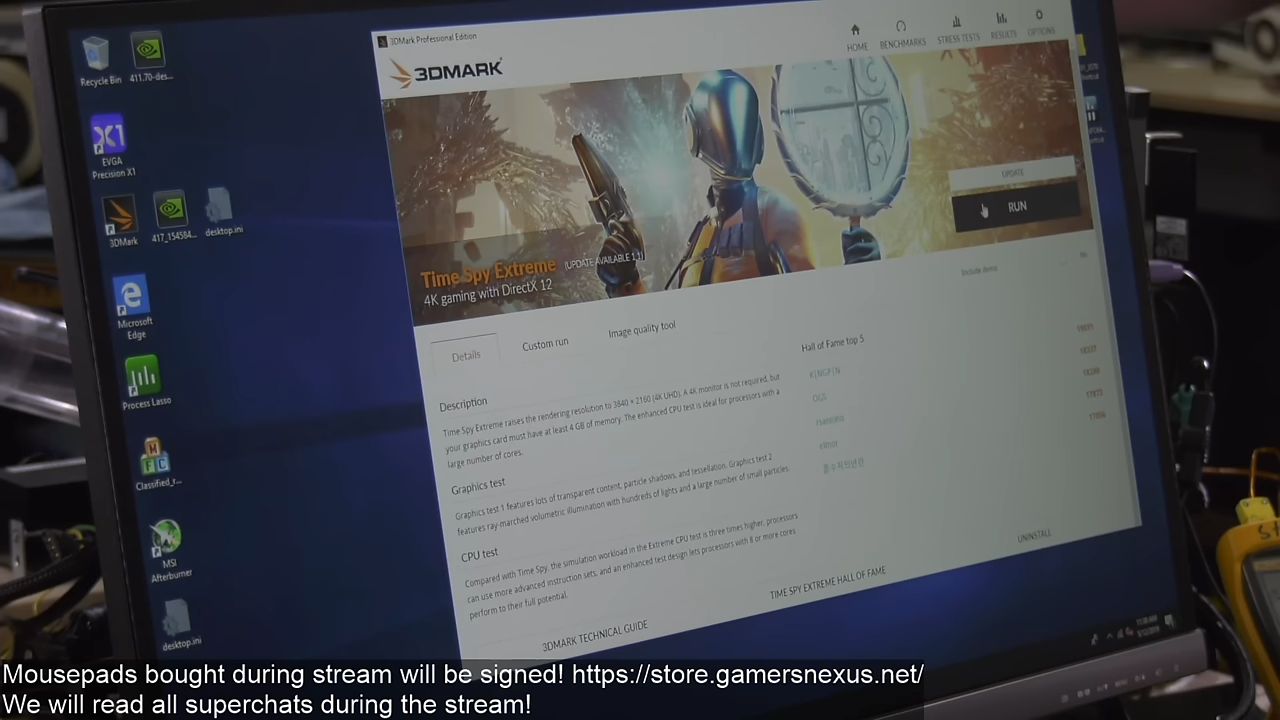 Recycle Bin
411.70-des...
EVGA
Precision X1
3DMark
417_154584...
desktop.ini
Microsoft
Edge
Process Lasso
Classified_r...
MSI
Afterburner
desktop.ini
3DMark Professional Edition
3DMARK
HOME
BENCHMARKS
STRESS TESTS
RESULTS
OPTIONS
UPDATE
RUN
Time Spy Extreme (UPDATE AVAILABLE 1.1)
4K gaming with DirectX 12
Include demo
Details
Custom run
Image quality tool
Description
Time Spy Extreme raises the rendering resolution to 3840 × 2160 (4K UHD). A 4K monitor is not required, but
your graphics card must have at least 4 GB of memory. The enhanced CPU test is ideal for processors with a
large number of cores.
Graphics test
Graphics test 1 features lots of transparent content, particle shadows, and tessellation. Graphics test 2
features ray-marched volumetric illumination with hundreds of lights and a large number of small particles.
CPU test
Compared with Time Spy, the simulation workload in the Extreme CPU test is three times higher, processors
can use more advanced instruction sets, and an enhanced test design lets processors with 8 or more cores
perform to their full potential.
Hall of Fame top 5
KINGPIN
OGS
rsannino
elmor
3DMARK TECHNICAL GUIDE
TIME SPY EXTREME HALL OF FAME
UNINSTALL
Mousepads bought during stream will be signed! https://store.gamersnexus.net/
We will read all superchats during the stream!